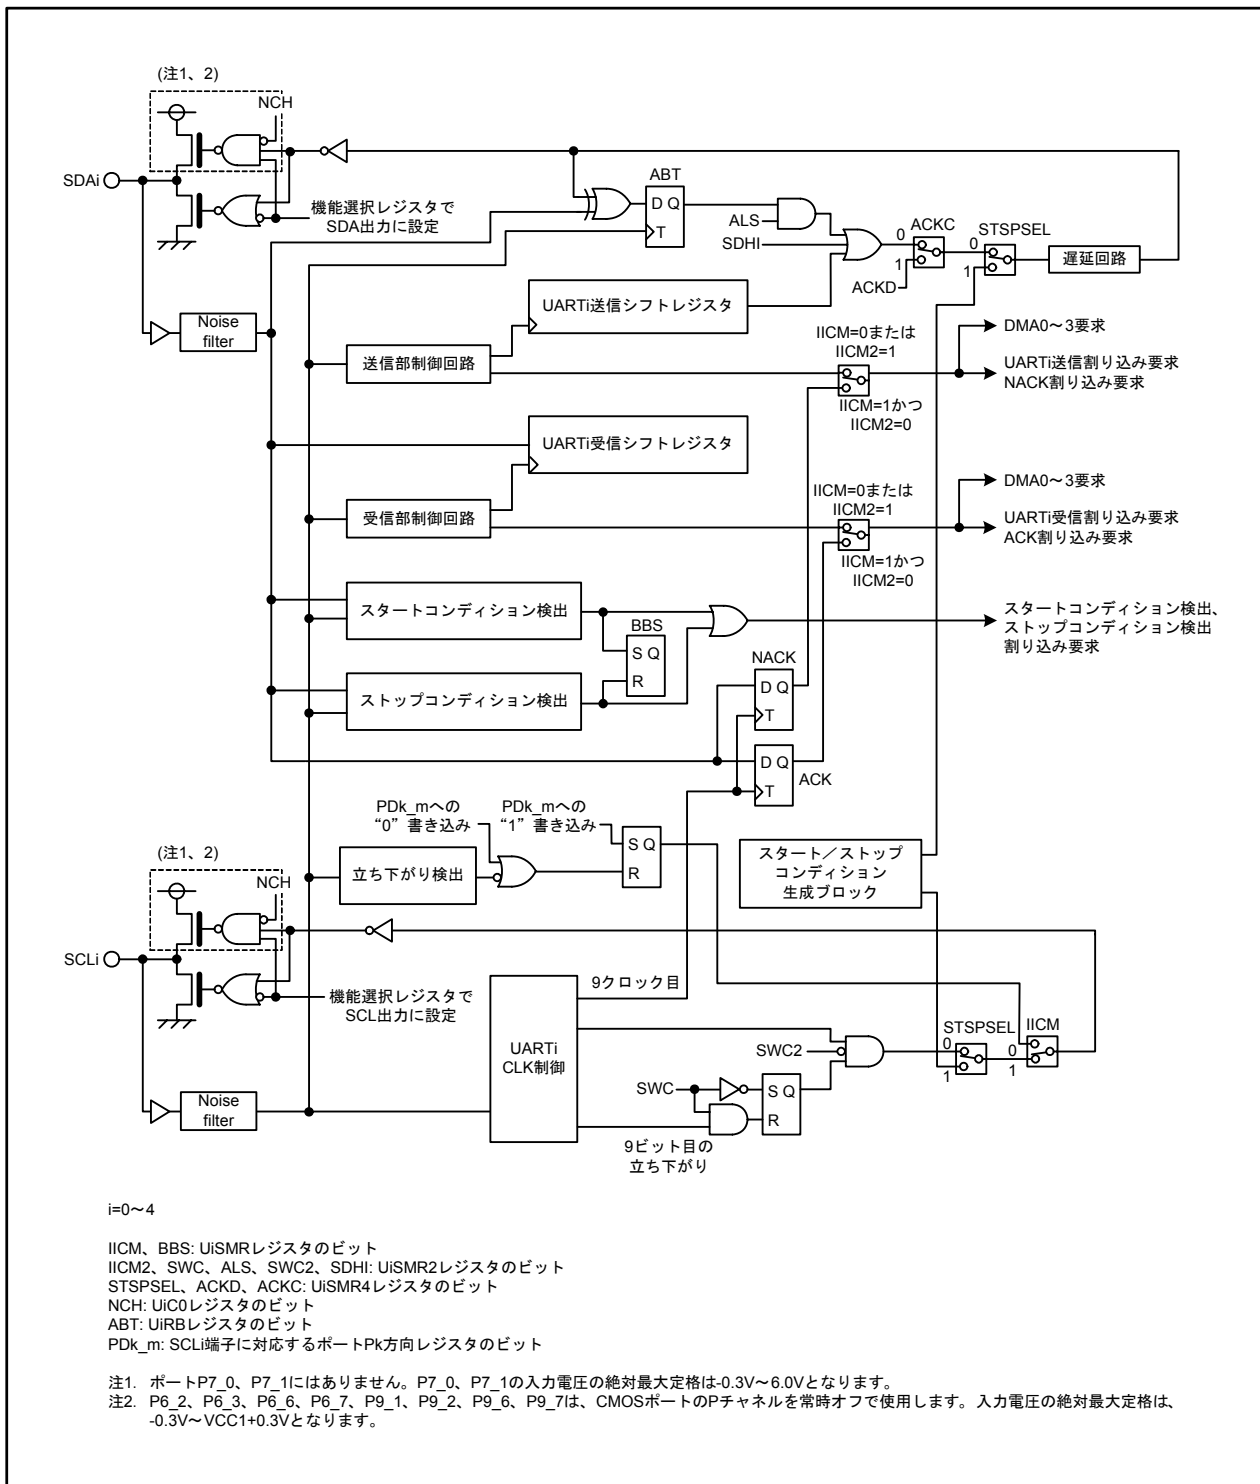 (注1、2)
NCH
SDAi
機能選択レジスタで
SDA出力に設定
ABT
D Q
T
ALS
SDHI
ACKC
0
1
ACKD
STSPSEL
0
1
遅延回路
Noise
filter
UARTi送信シフトレジスタ
送信部制御回路
IICM=0または
IICM2=1
IICM=1かつ
IICM2=0
DMA0~3要求
UARTi送信割り込み要求
NACK割り込み要求
UARTi受信シフトレジスタ
受信部制御回路
IICM=0または
IICM2=1
IICM=1かつ
IICM2=0
DMA0~3要求
UARTi受信割り込み要求
ACK割り込み要求
スタートコンディション検出
BBS
S Q
R
ストップコンディション検出
スタートコンディション検出、
ストップコンディション検出
割り込み要求
NACK
D Q
T
D Q
T
ACK
PDk_mへの
“0”書き込み
PDk_mへの
“1”書き込み
S Q
R
立ち下がり検出
スタート/ストップ
コンディション
生成ブロック
(注1、2)
NCH
SCLi
機能選択レジスタで
SCL出力に設定
9クロック目
UARTi
CLK制御
SWC2
SWC
S Q
R
9ビット目の
立ち下がり
STSPSEL
0
1
IICM
0
1
Noise
filter
i=0~4
IICM、BBS: UiSMRレジスタのビット
IICM2、SWC、ALS、SWC2、SDHI: UiSMR2レジスタのビット
STSPSEL、ACKD、ACKC: UiSMR4レジスタのビット
NCH: UiC0レジスタのビット
ABT: UiRBレジスタのビット
PDk_m: SCLi端子に対応するポートPk方向レジスタのビット
注1. ポートP7_0、P7_1にはありません。P7_0、P7_1の入力電圧の絶対最大定格は-0.3V~6.0Vとなります。
注2. P6_2、P6_3、P6_6、P6_7、P9_1、P9_2、P9_6、P9_7は、CMOSポートのPチャネルを常時オフで使用します。入力電圧の絶対最大定格は、
-0.3V~VCC1+0.3Vとなります。